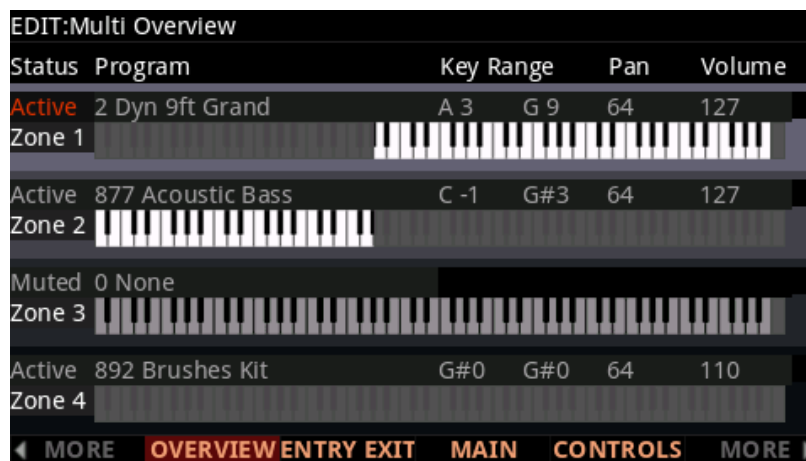 EDIT:Multi Overview
Status Program Key Range Pan Volume
Active 2 Dyn 9ft Grand A 3 G 9 64 127
Zone 1
Active 877 Acoustic Bass C -1 G#3 64 127
Zone 2
Muted 0 None
Zone 3
Active 892 Brushes Kit G#0 G#0 64 110
Zone 4
MORE OVERVIEW ENTRY EXIT MAIN CONTROLS MORE